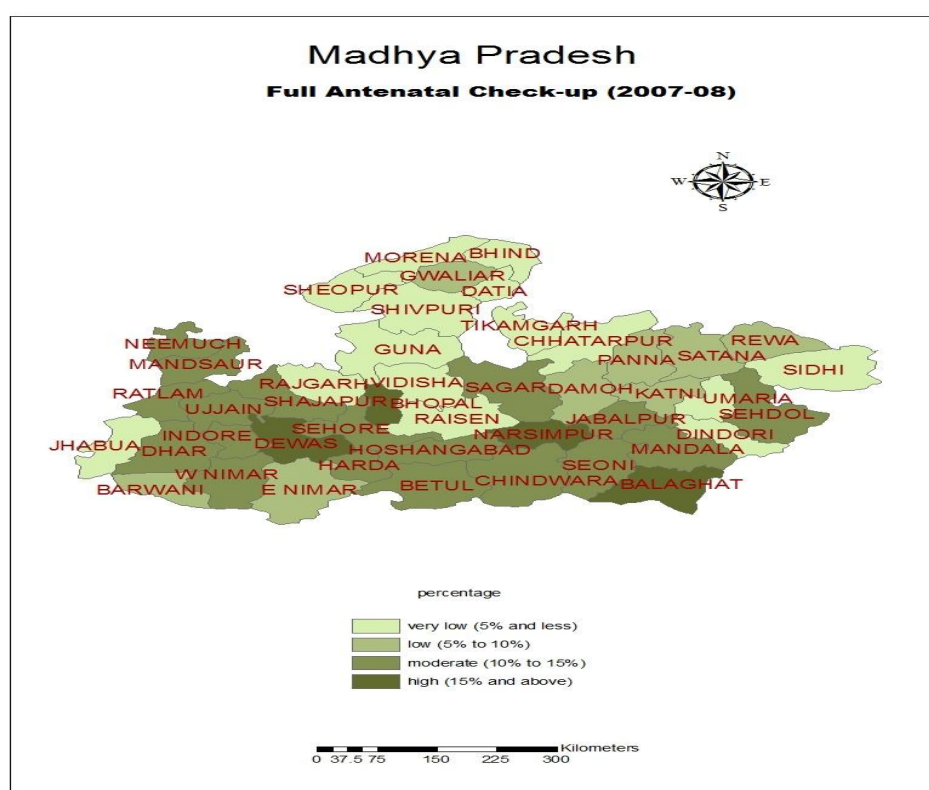 Madhya Pradesh
Full Antenatal Check-up (2007-08)
N
W E
S
MORENA
BHIND
GWALIAR
SHEOPUR
DATIA
SHIVPURI
TIKAMGARH
CHHATARPUR
NEEMUCH
GUNA
PANNA
SATANA
REWA
MANDSAUR
SIDHI
RATLAM
RAJGARH
VIDISHA
SAGAR
DAMOH
KATNI
UMARIA
UJJAIN
SHAJAPUR
BHOPAL
RAISEN
JABALPUR
SEHDOL
JHABUA
INDORE
DHAR
SEHORE
DEWAS
HOSHANGABAD
NARSIMPUR
DINDORI
MANDALA
HARDA
SEONI
W NIMAR
BARWANI
E NIMAR
BETUL
CHINDWARA
BALAGHAT
percentage
very low (5% and less)
low (5% to 10%)
moderate (10% to 15%)
high (15% and above)
Kilometers
0 37.5 75 150 225 300